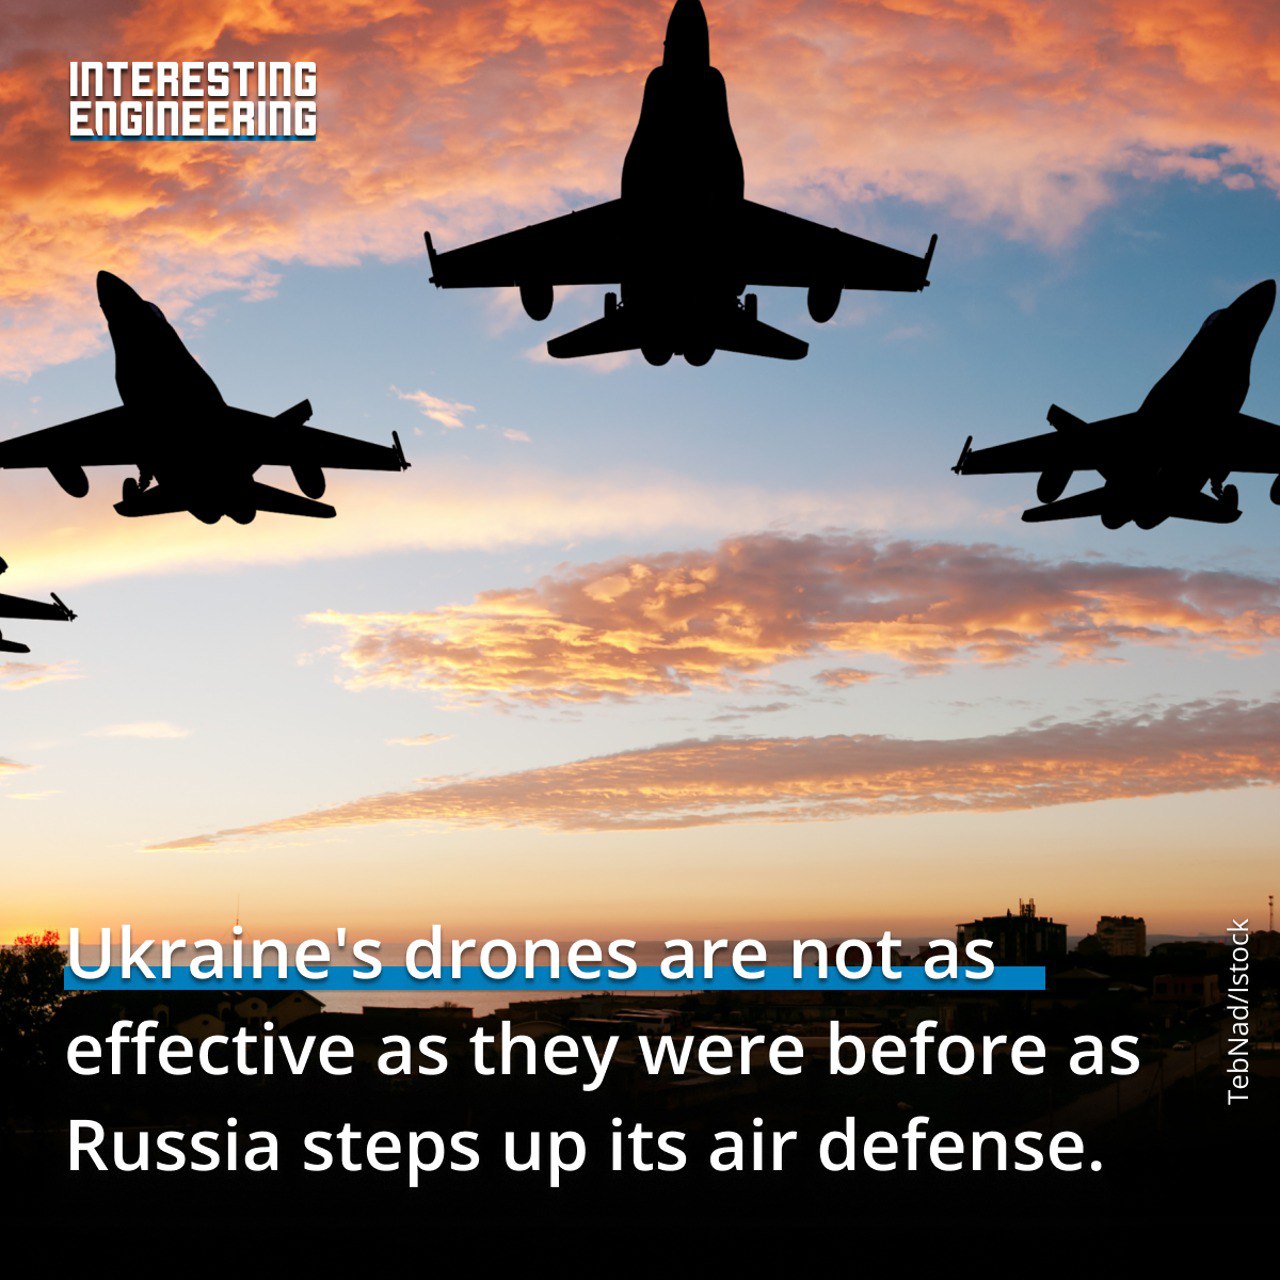 INTERESTING
ENGINEERING
Ukraine's drones are not as
effective as they were before as
Russia steps up its air defense.
TebNad/Istock